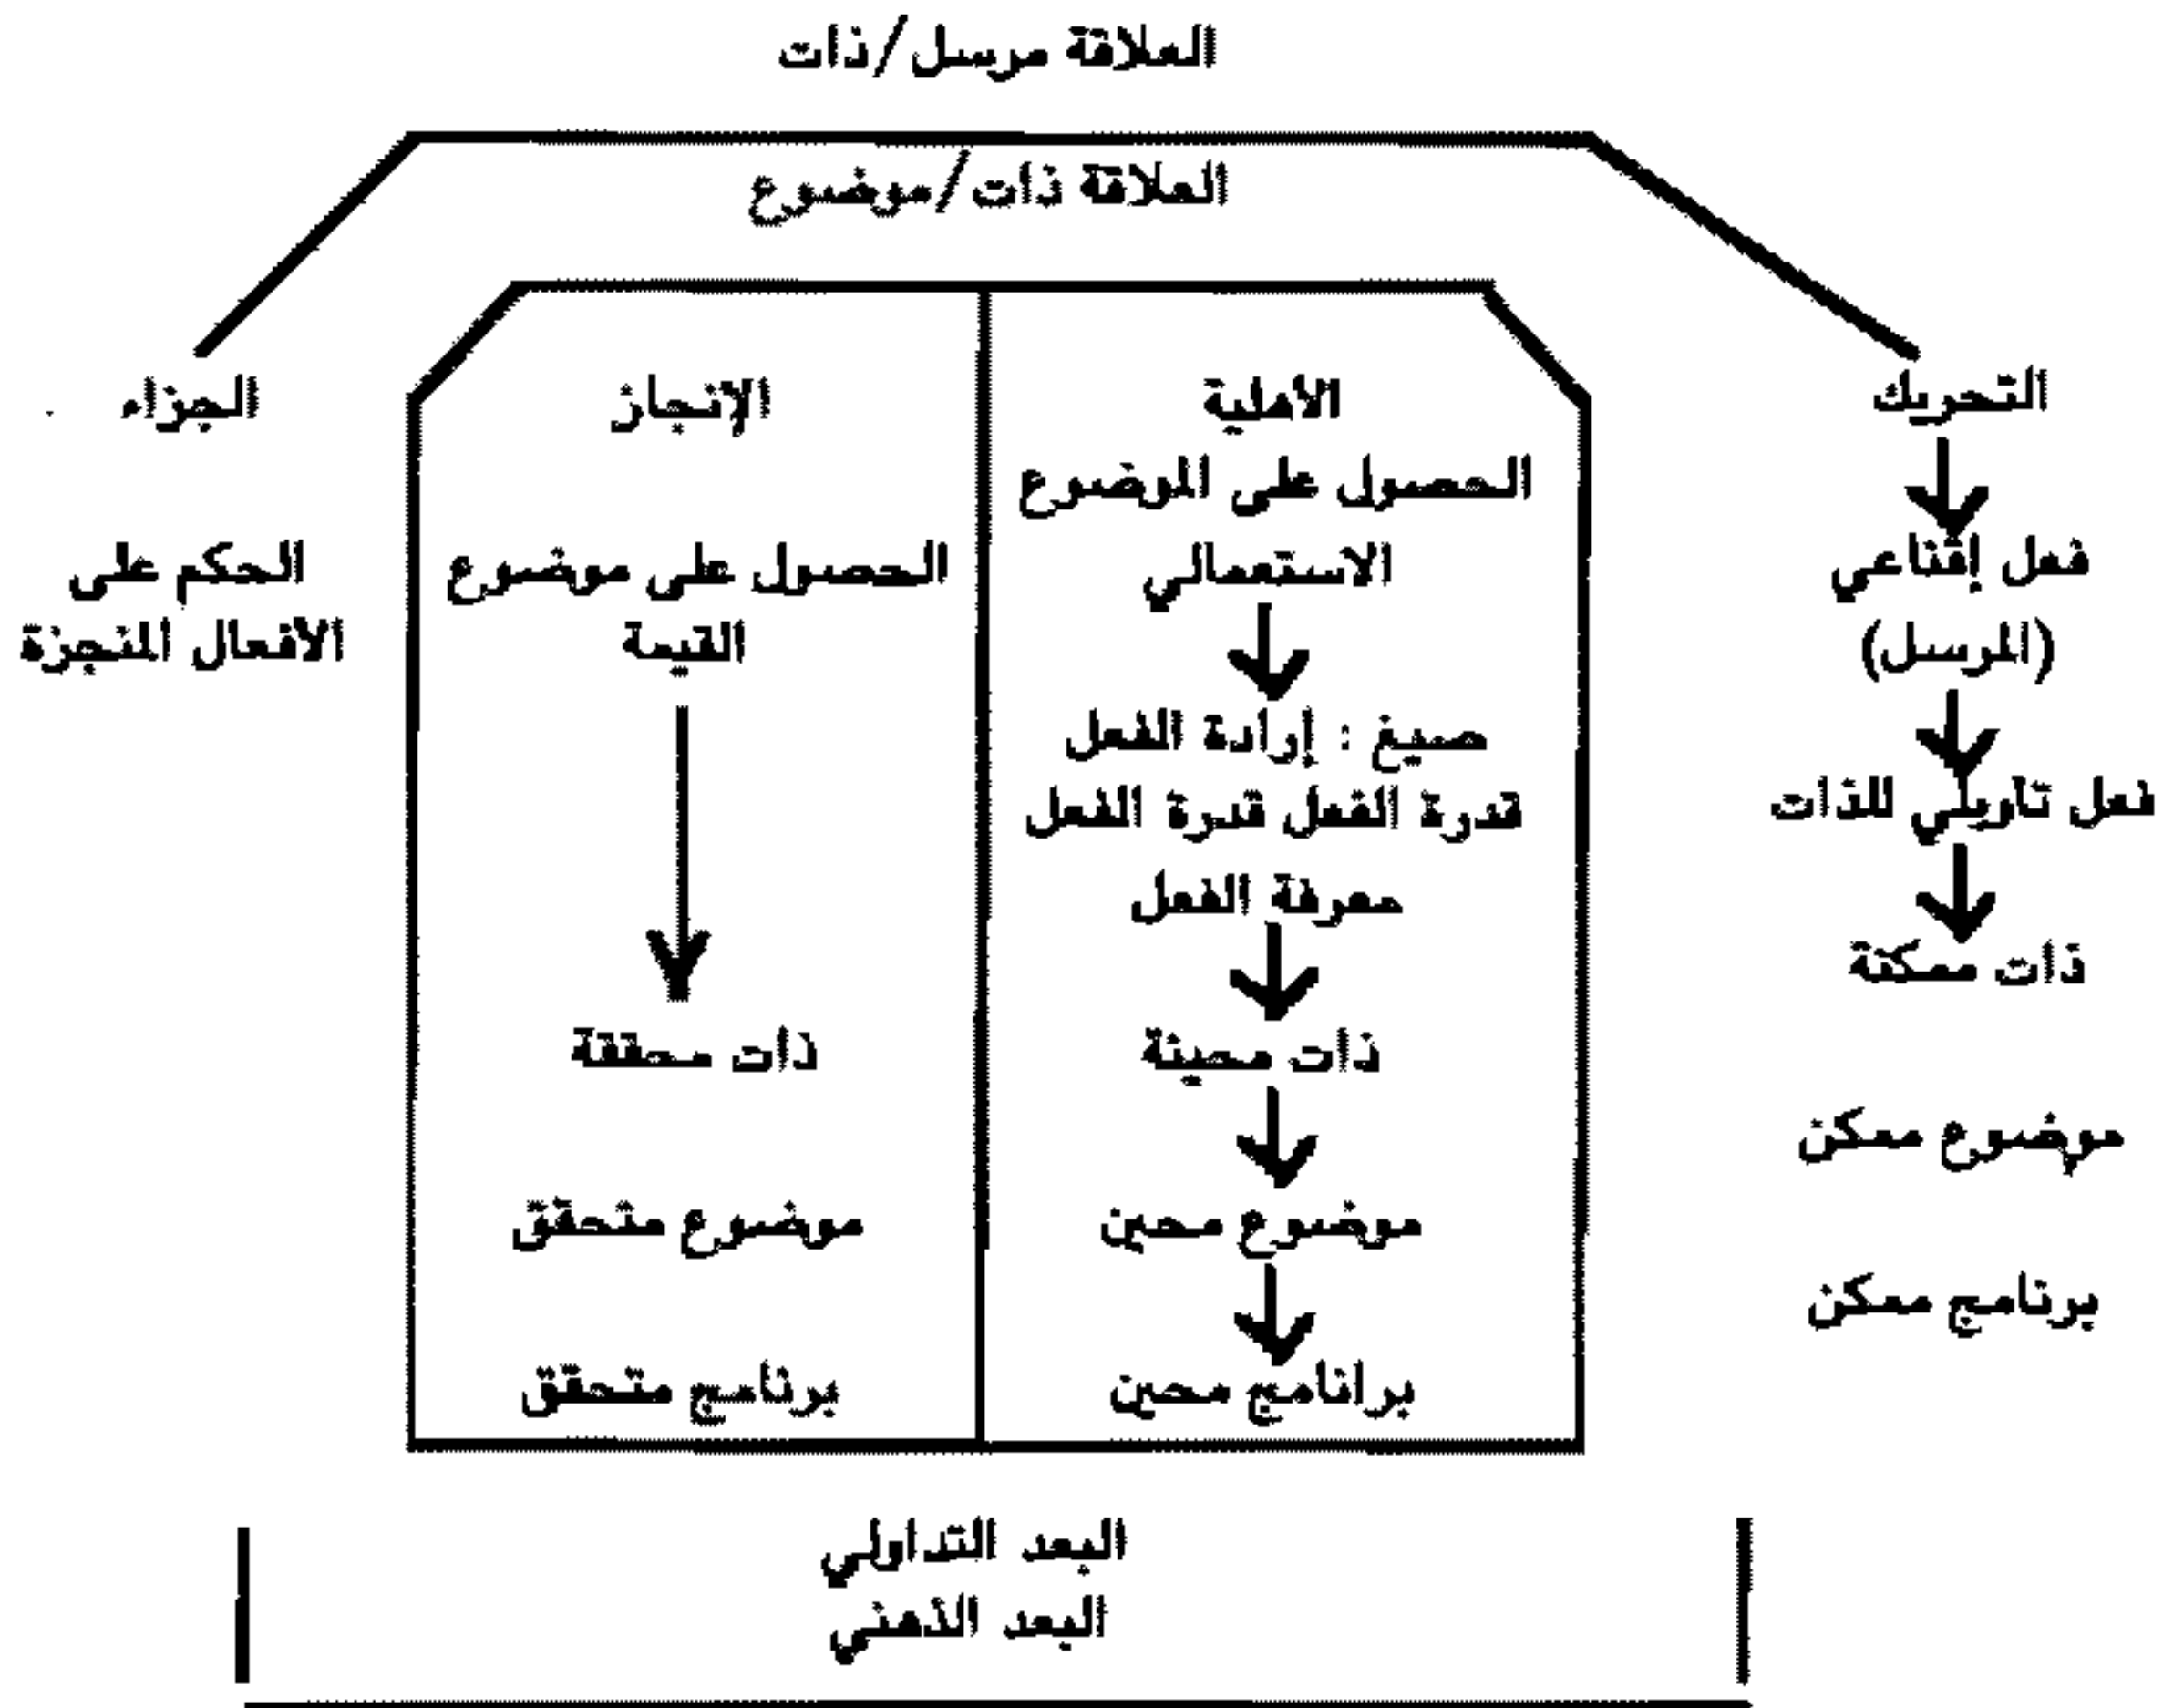 العلاقة مرسل/ذات
العلاقة ذات/موضوع
التحريك
فعل إقناعي
(المرسل)
فعل تأويلي للذات
ذات ممكنة
موضوع ممكن
برنامج ممكن
الأهلية
الحصول على الموضوع
الاستعمالي
صيغ : إرادة الفعل
قدرة الفعل قدرة الفعل
معرفة الفعل
ذات محينة
موضوع محين
برانامج محين
الإنجاز
الحصول على موضوع
القيمة
ذات محققة
موضوع متحقق
برنامج متحقق
الجزاء
الحكم على
الأفعال المنجزة
البعد التداولي
البعد الذهني